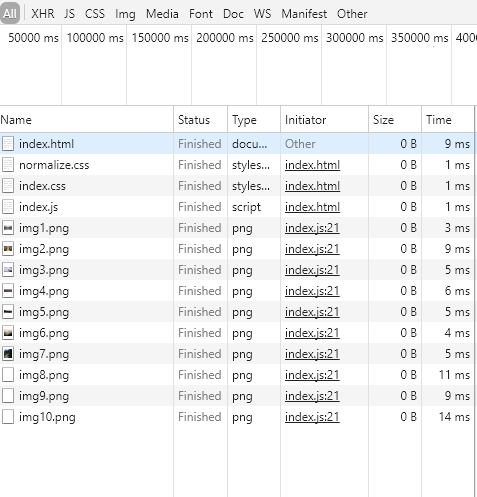 All XHR JS CSS Img Media Font Doc WS Manifest Other
50000 ms 100000 ms 150000 ms 200000 ms 250000 ms 300000 ms 350000 ms 4000
Name Status Type Initiator Size Time
index.html Finished docu... Other 0 B 9 ms
normalize.css Finished styles... index.html 0 B 1 ms
index.css Finished styles... index.html 0 B 1 ms
index.js Finished script index.html 0 B 1 ms
img1.png Finished png index.js:21 0 B 3 ms
img2.png Finished png index.js:21 0 B 9 ms
img3.png Finished png index.js:21 0 B 5 ms
img4.png Finished png index.js:21 0 B 6 ms
img5.png Finished png index.js:21 0 B 5 ms
img6.png Finished png index.js:21 0 B 4 ms
img7.png Finished png index.js:21 0 B 5 ms
img8.png Finished png index.js:21 0 B 11 ms
img9.png Finished png index.js:21 0 B 9 ms
img10.png Finished png index.js:21 0 B 14 ms